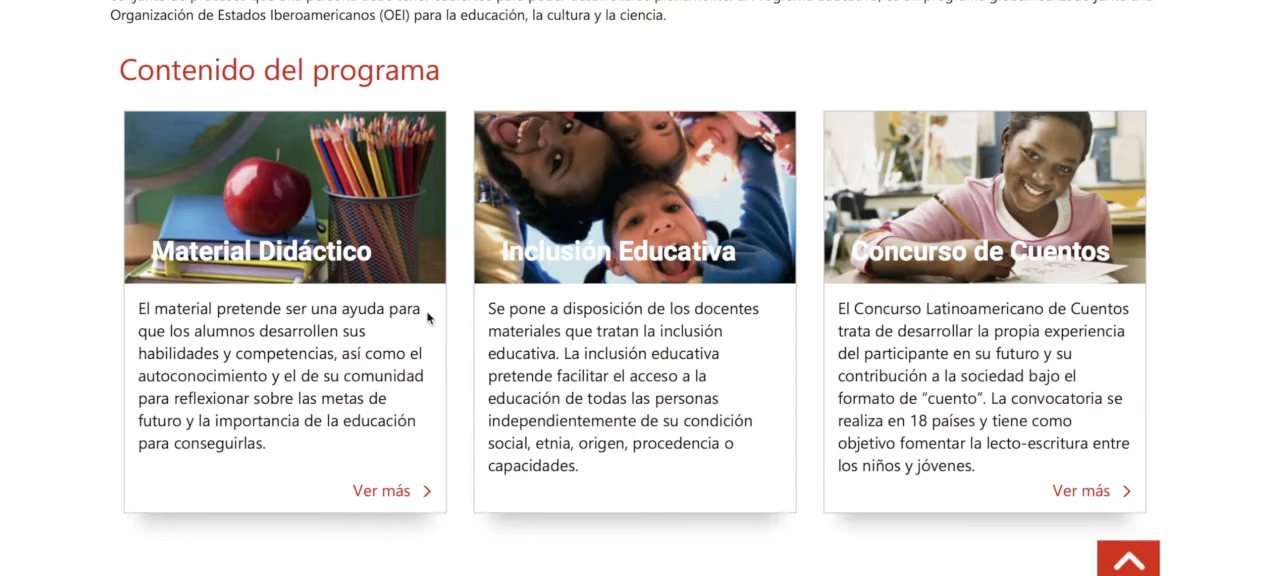 Organización de Estados Iberoamericanos (OEI) para la educación, la cultura y la ciencia.
Contenido del programa
Material Didáctico
El material pretende ser una ayuda para
que los alumnos desarrollen sus
habilidades y competencias, así como el
autoconocimiento y el de su comunidad
para reflexionar sobre las metas de
futuro y la importancia de la educación
para conseguirlas.
Ver más
Inclusión Educativa
Se pone a disposición de los docentes
materiales que tratan la inclusión
educativa. La inclusión educativa
pretende facilitar el acceso a la
educación de todas las personas
independientemente de su condición
social, etnia, origen, procedencia o
capacidades.
Concurso de Cuentos
El Concurso Latinoamericano de Cuentos
trata de desarrollar la propia experiencia
del participante en su futuro y su
contribución a la sociedad bajo el
formato de “cuento”. La convocatoria se
realiza en 18 países y tiene como
objetivo fomentar la lecto-escritura entre
los niños y jóvenes.
Ver más